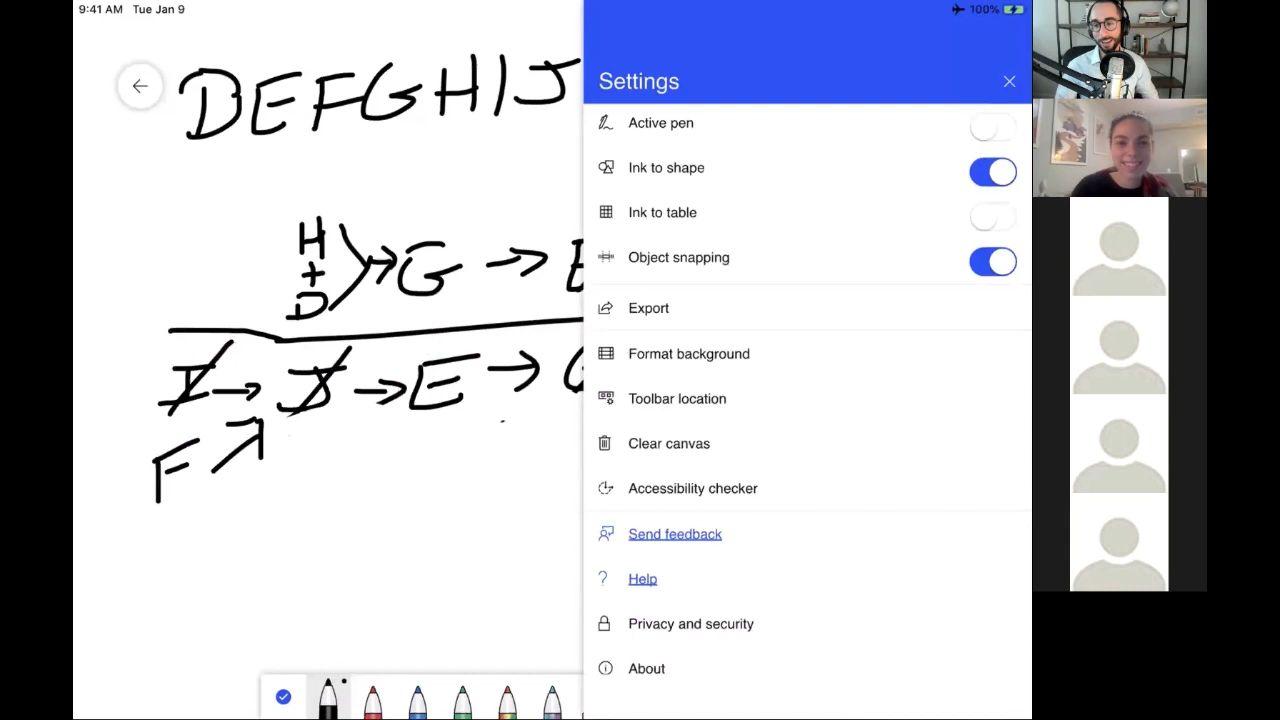 9:41 AM Tue Jan 9
100%
DEFGHIJ
H
+
D
→ G →
I → J → E →
F
Settings
Active pen
Ink to shape
Ink to table
Object snapping
Export
Format background
Toolbar location
Clear canvas
Accessibility checker
Send feedback
Help
Privacy and security
About